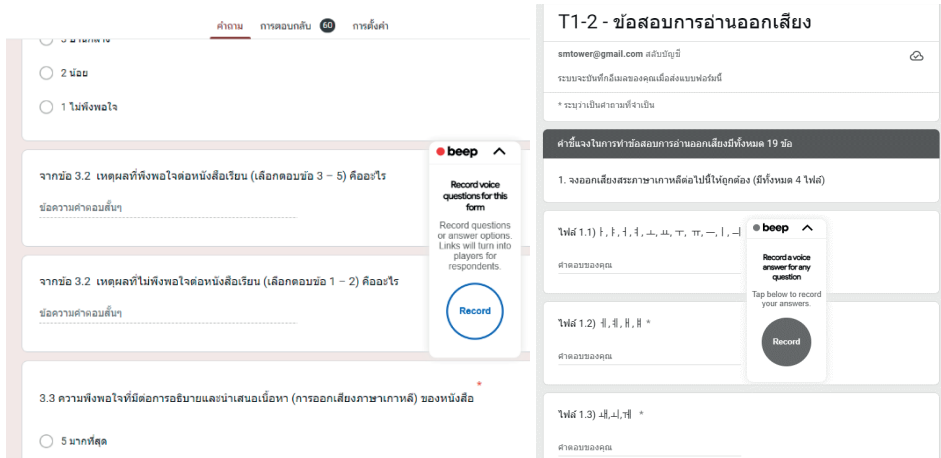 คำถาม การตอบกลับ 60 การตั้งค่า
3 ปานกลาง
2 น้อย
1 ไม่พึงพอใจ
จากข้อ 3.2 เหตุผลที่พึงพอใจต่อหนังสือเรียน (เลือกตอบข้อ 3 – 5) คืออะไร
ข้อความคำตอบสั้นๆ
จากข้อ 3.2 เหตุผลที่ไม่พึงพอใจต่อหนังสือเรียน (เลือกตอบข้อ 1 – 2) คืออะไร
ข้อความคำตอบสั้นๆ
*
3.3 ความพึงพอใจที่มีต่อการอธิบายและนำเสนอเนื้อหา (การออกเสียงภาษาเกาหลี) ของหนังสือ
5 มากที่สุด
beep
Record voice
questions for this
form
Record questions
or answer options.
Links will turn into
players for
respondents.
Record
T1-2 - ข้อสอบการอ่านออกเสียง
smtower@gmail.com สลับบัญชี
ระบบจะบันทึกอีเมลของคุณเมื่อส่งแบบฟอร์มนี้
* ระบุว่าเป็นคำถามที่จำเป็น
คำชี้แจงในการทำข้อสอบการอ่านออกเสียงมีทั้งหมด 19 ข้อ
1. จงออกเสียงสระภาษาเกาหลีต่อไปนี้ให้ถูกต้อง (มีทั้งหมด 4 ไฟล์)
ไฟล์ 1.1) ㅏ, ㅑ, ㅓ, ㅕ, ㅗ, ㅛ, ㅜ, ㅠ, ㅡ, ㅣ, ㅢ
คำตอบของคุณ
ไฟล์ 1.2) ㅔ, ㅖ, ㅐ, ㅒ *
คำตอบของคุณ
ไฟล์ 1.3) ㅙ, ㅚ, ㅞ *
คำตอบของคุณ
beep
Record a voice
answer for any
question
Tap below to record
your answers.
Record